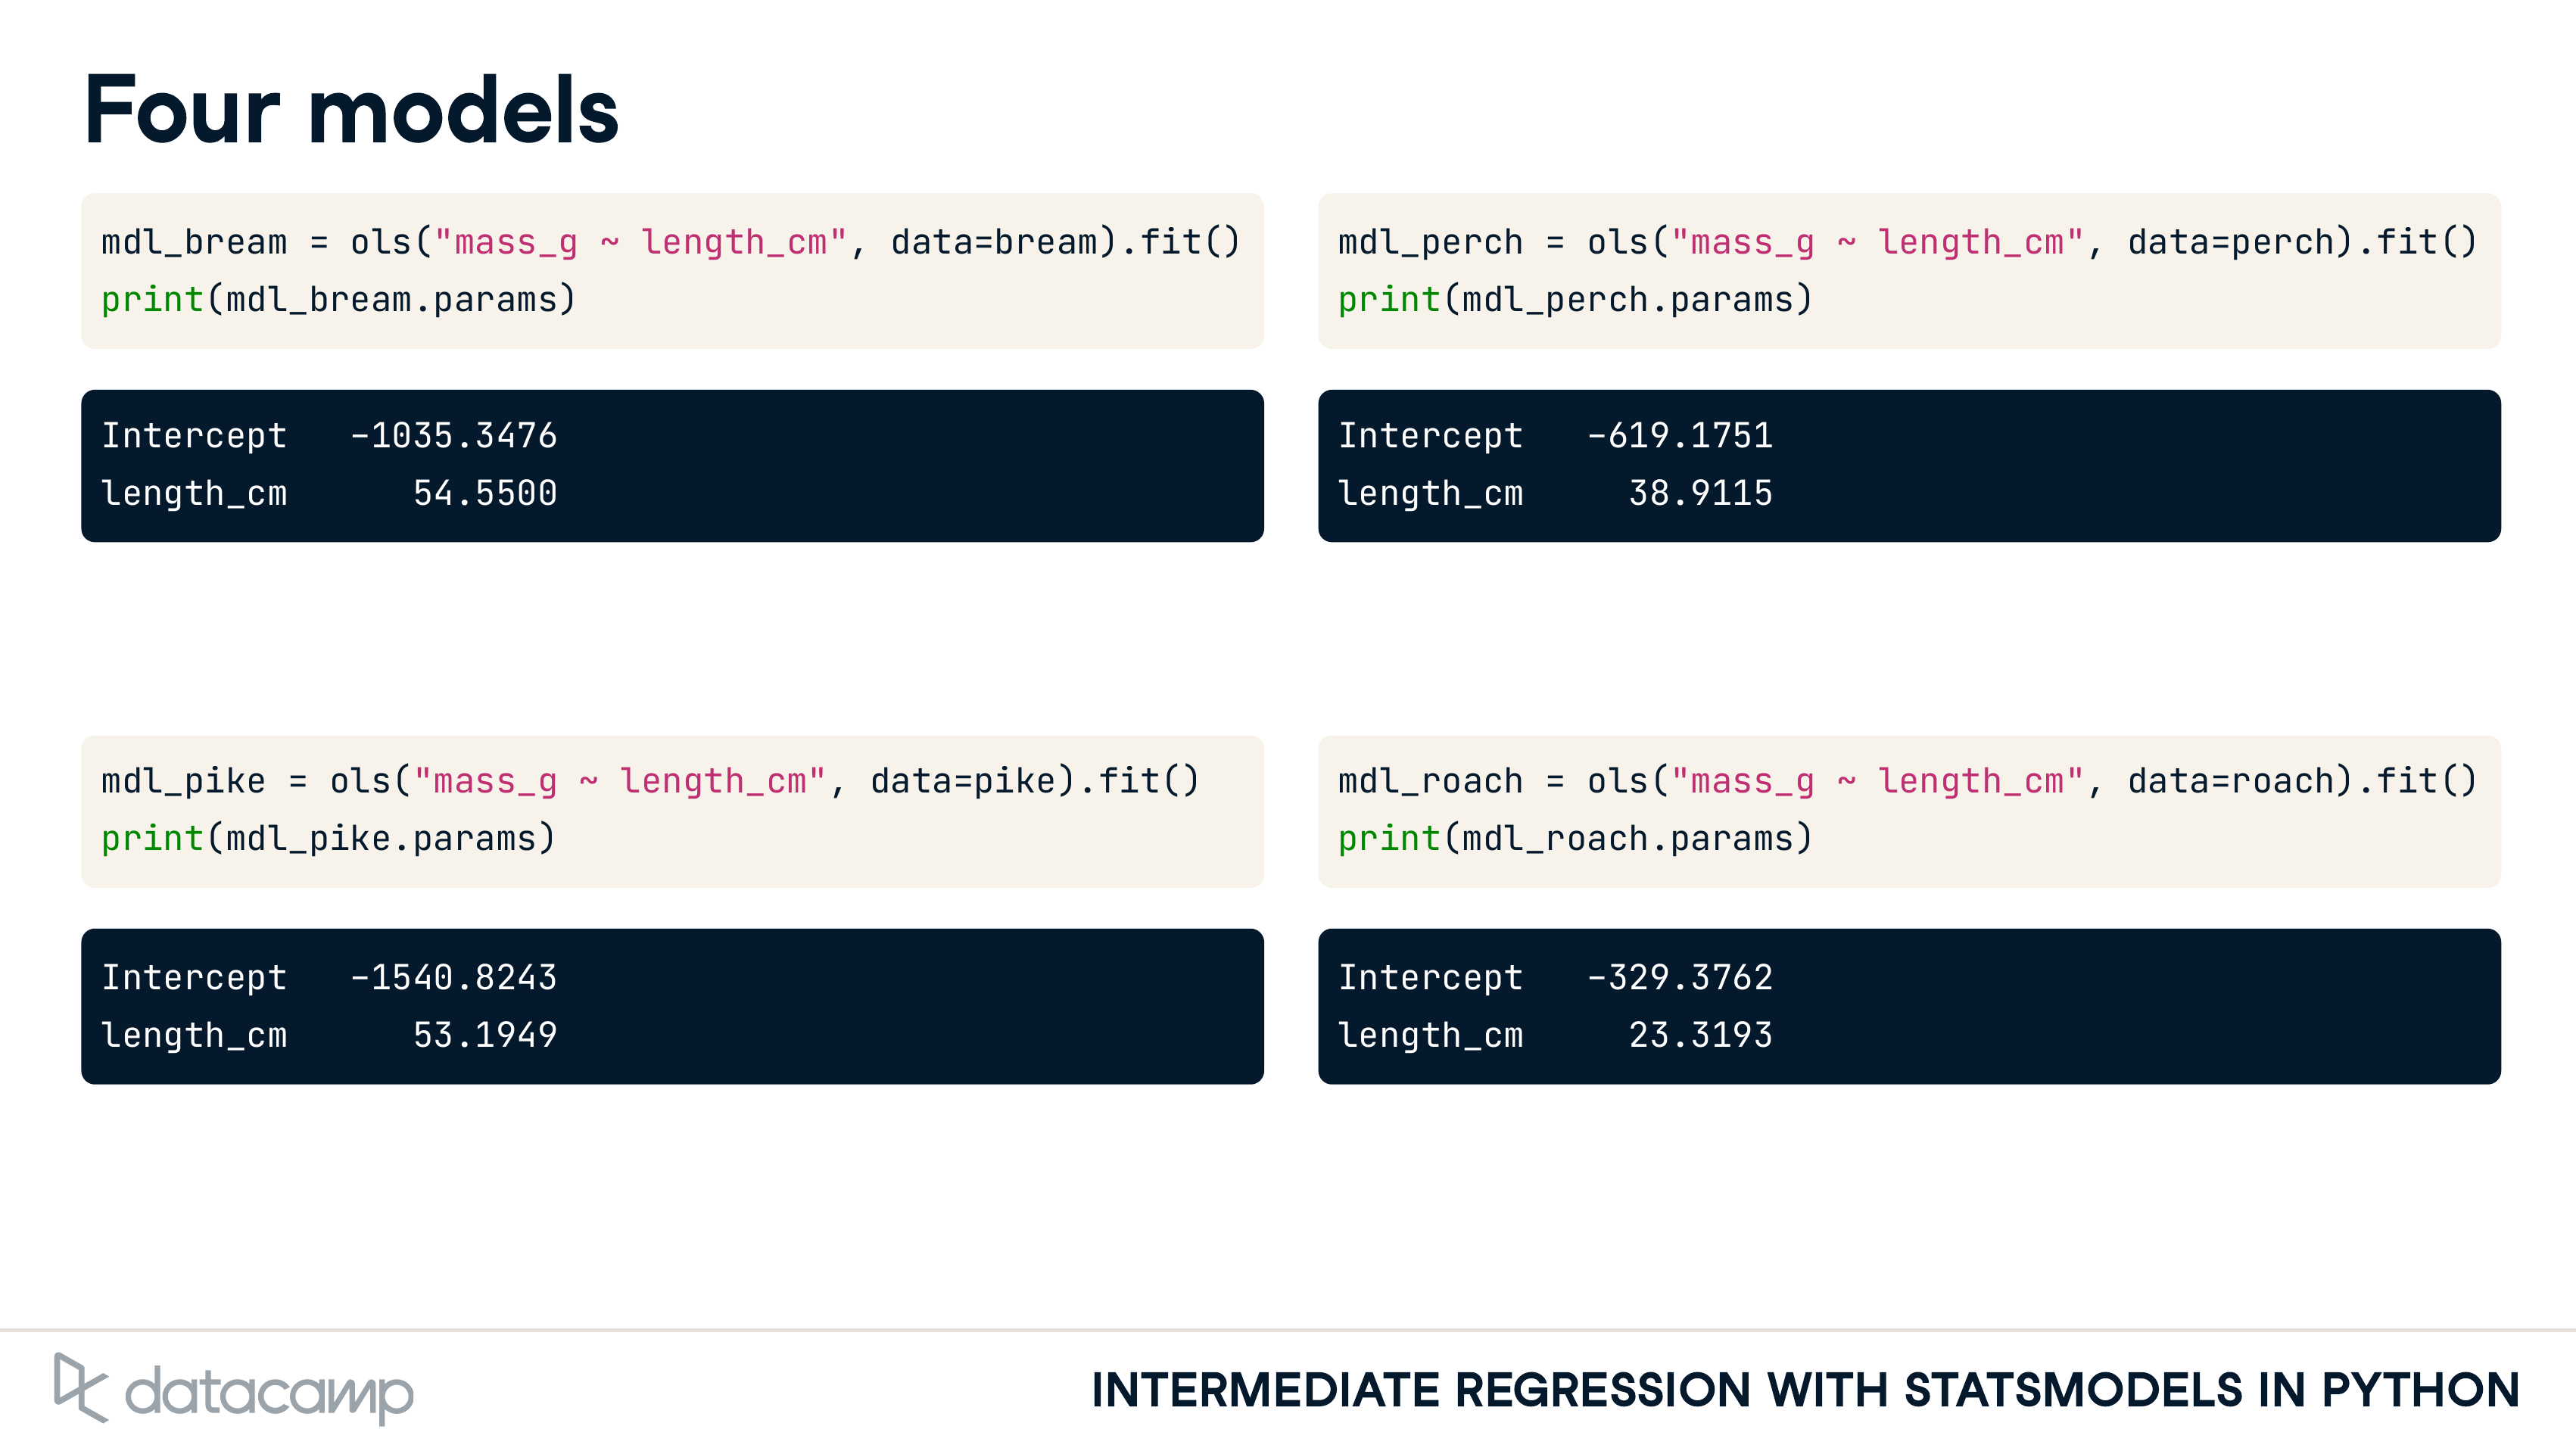 Four models
mdl_bream = ols("mass_g ~ length_cm", data=bream).fit()
print(mdl_bream.params)
Intercept   -1035.3476
length_cm      54.5500
mdl_perch = ols("mass_g ~ length_cm", data=perch).fit()
print(mdl_perch.params)
Intercept   -619.1751
length_cm     38.9115
mdl_pike = ols("mass_g ~ length_cm", data=pike).fit()
print(mdl_pike.params)
Intercept   -1540.8243
length_cm      53.1949
mdl_roach = ols("mass_g ~ length_cm", data=roach).fit()
print(mdl_roach.params)
Intercept   -329.3762
length_cm     23.3193
datacamp
INTERMEDIATE REGRESSION WITH STATSMODELS IN PYTHON